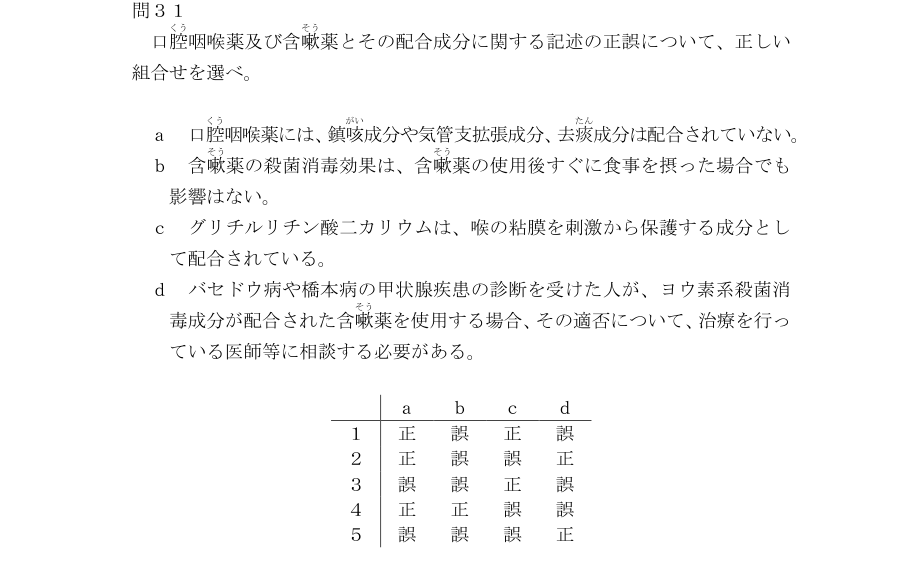 問３１
口腔咽喉薬及び含嗽薬とその配合成分に関する記述の正誤について、正しい
組合せを選べ。
ａ　口腔咽喉薬には、鎮咳成分や気管支拡張成分、去痰成分は配合されていない。
ｂ　含嗽薬の殺菌消毒効果は、含嗽薬の使用後すぐに食事を摂った場合でも
影響はない。
ｃ　グリチルリチン酸二カリウムは、喉の粘膜を刺激から保護する成分とし
て配合されている。
ｄ　バセドウ病や橋本病の甲状腺疾患の診断を受けた人が、ヨウ素系殺菌消
毒成分が配合された含嗽薬を使用する場合、その適否について、治療を行っ
ている医師等に相談する必要がある。
ａ　ｂ　ｃ　ｄ
１　正　誤　正　誤
２　正　誤　誤　正
３　誤　誤　正　誤
４　正　正　誤　誤
５　誤　誤　誤　正